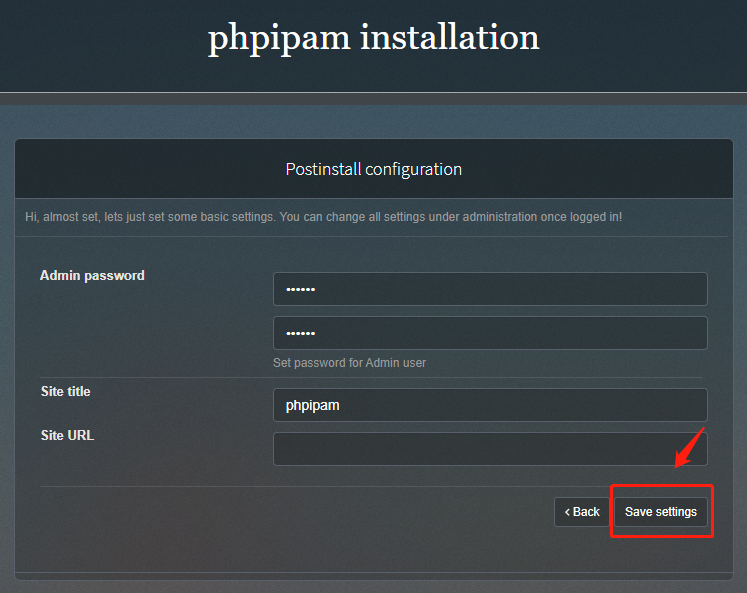 phpipam installation
Postinstall configuration
Hi, almost set, lets just set some basic settings. You can change all settings under administration once logged in!
Admin password
••••••
••••••
Set password for Admin user
Site title
phpipam
Site URL
‹ Back
Save settings